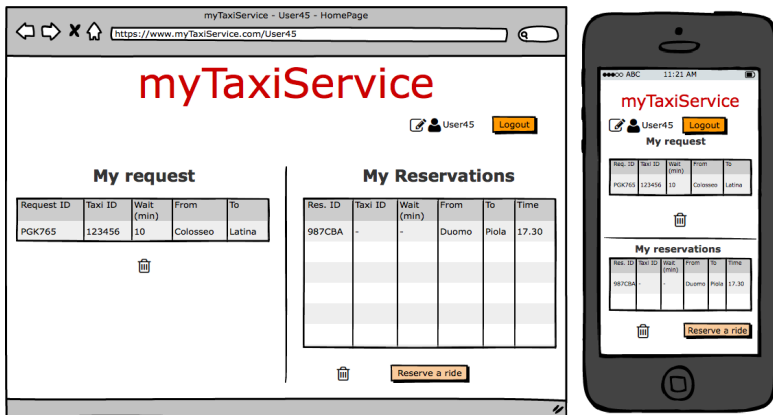 myTaxiService - User45 - HomePage
https://www.myTaxiService.com/User45
myTaxiService
User45 Logout
My request
Request ID Taxi ID Wait (min) From To
PGK765 123456 10 Colosseo Latina
My Reservations
Res. ID Taxi ID Wait (min) From To Time
987CBA - - Duomo Piola 17.30
Reserve a ride
ABC 11:21 AM
myTaxiService
User45 Logout
My request
Req. ID Taxi ID Wait (min) From To
PGK765 123456 10 Colosseo Latina
My reservations
Res. ID Taxi ID Wait (min) From To Time
987CBA - - Duomo Piola 17.30
Reserve a ride